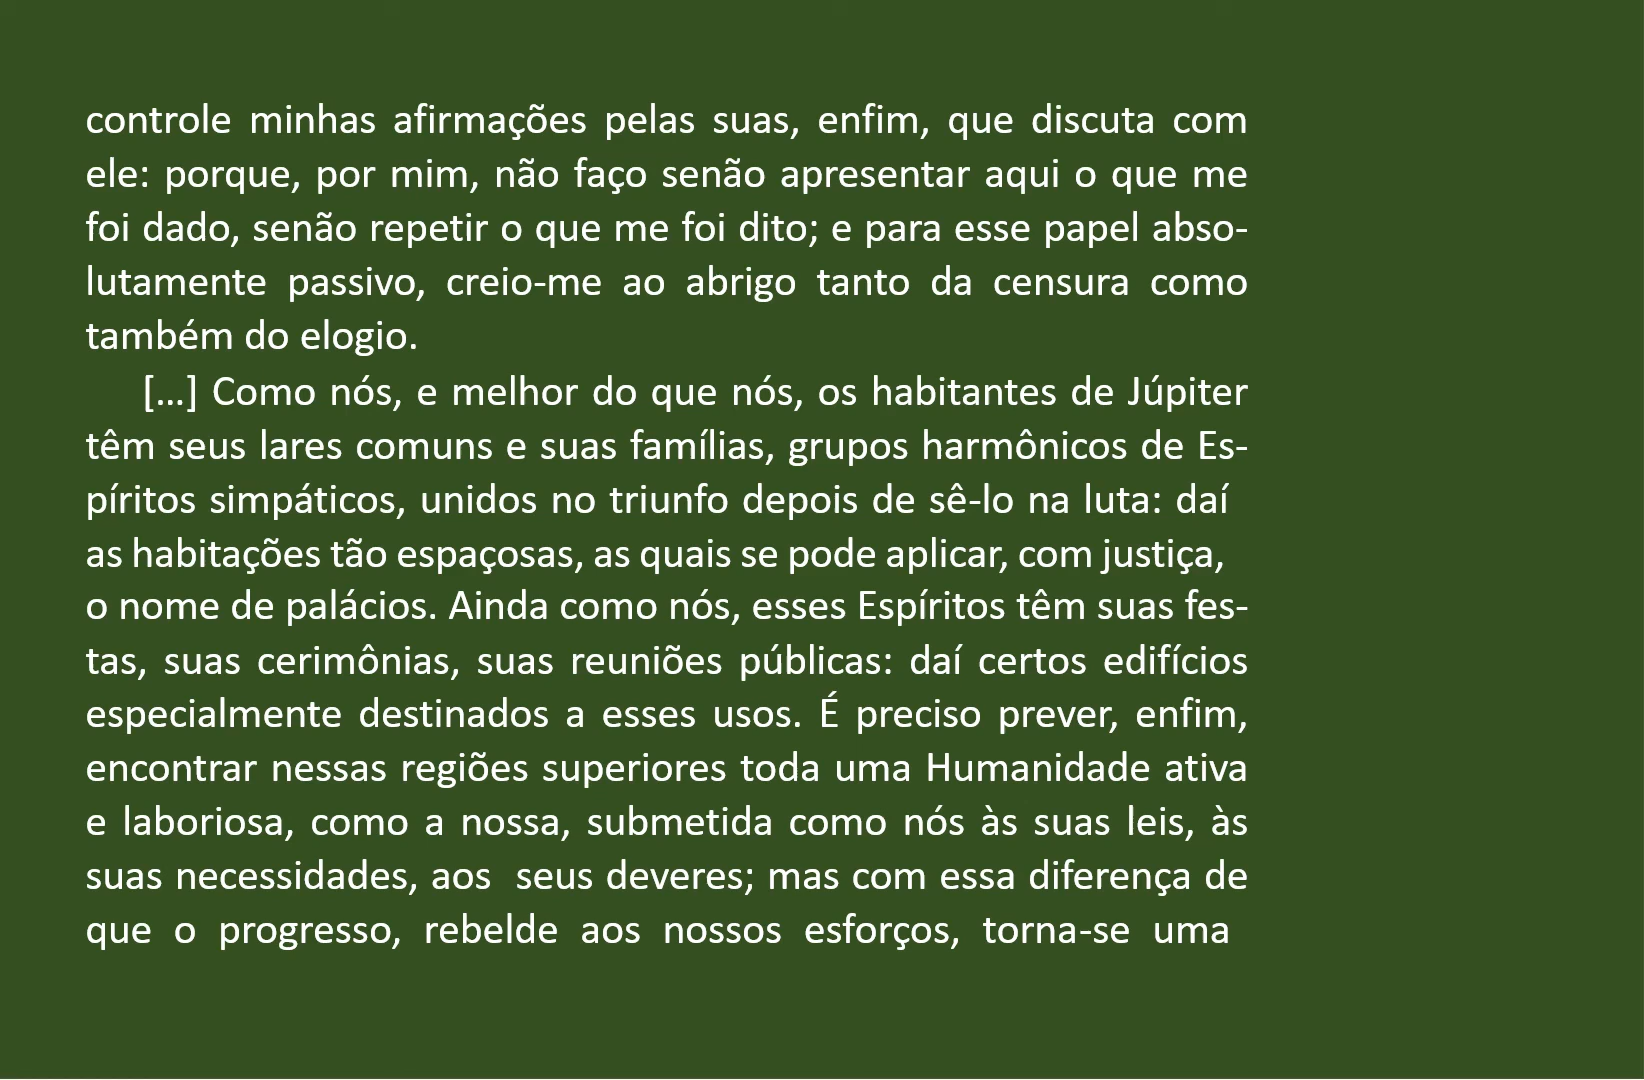 controle minhas afirmações pelas suas, enfim, que discuta com
ele: porque, por mim, não faço senão apresentar aqui o que me
foi dado, senão repetir o que me foi dito; e para esse papel abso-
lutamente passivo, creio-me ao abrigo tanto da censura como
também do elogio.
[...] Como nós, e melhor do que nós, os habitantes de Júpiter
têm seus lares comuns e suas famílias, grupos harmônicos de Es-
píritos simpáticos, unidos no triunfo depois de sê-lo na luta: daí
as habitações tão espaçosas, as quais se pode aplicar, com justiça,
o nome de palácios. Ainda como nós, esses Espíritos têm suas fes-
tas, suas cerimônias, suas reuniões públicas: daí certos edifícios
especialmente destinados a esses usos. É preciso prever, enfim,
encontrar nessas regiões superiores toda uma Humanidade ativa
e laboriosa, como a nossa, submetida como nós às suas leis, às
suas necessidades, aos seus deveres; mas com essa diferença de
que o progresso, rebelde aos nossos esforços, torna-se uma